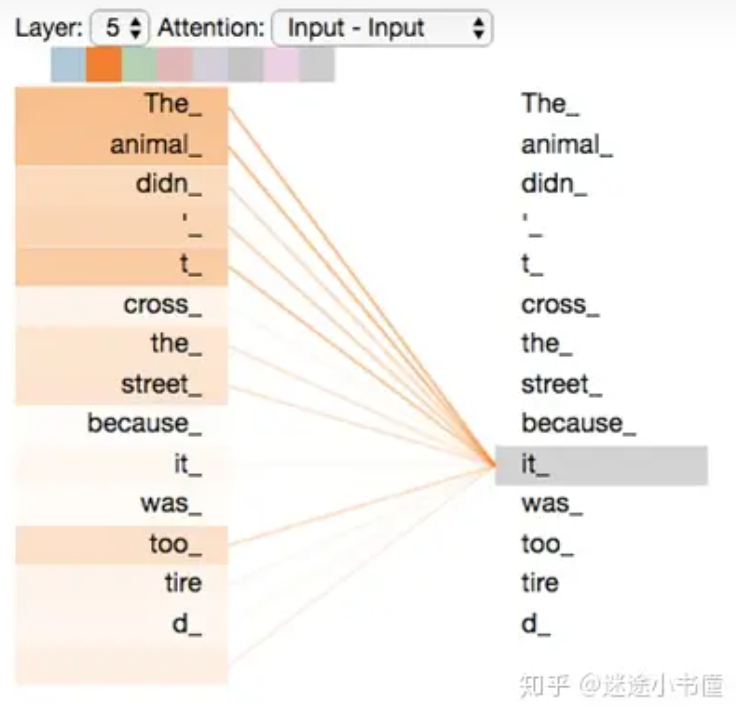 Layer: 5 Attention: Input - Input
The_ The_
animal_ animal_
didn_ didn_
'_ '_
t_ t_
cross_ cross_
the_ the_
street_ street_
because_ because_
it_ it_
was_ was_
too_ too_
tire tire
d_ d_
知乎 @迷途小书僮